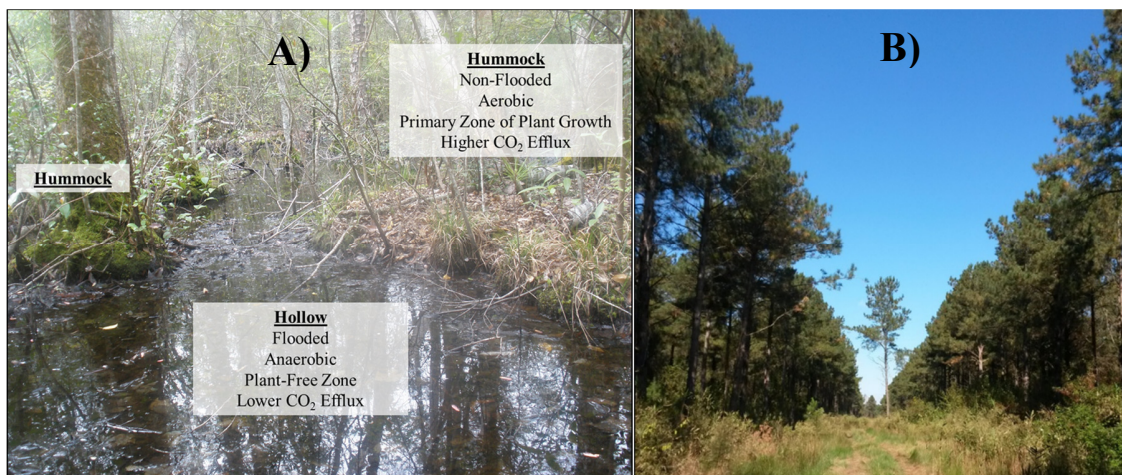 A)
Hummock
Non-Flooded
Aerobic
Primary Zone of Plant Growth
Higher CO₂ Efflux
Hummock
Hollow
Flooded
Anaerobic
Plant-Free Zone
Lower CO₂ Efflux
B)